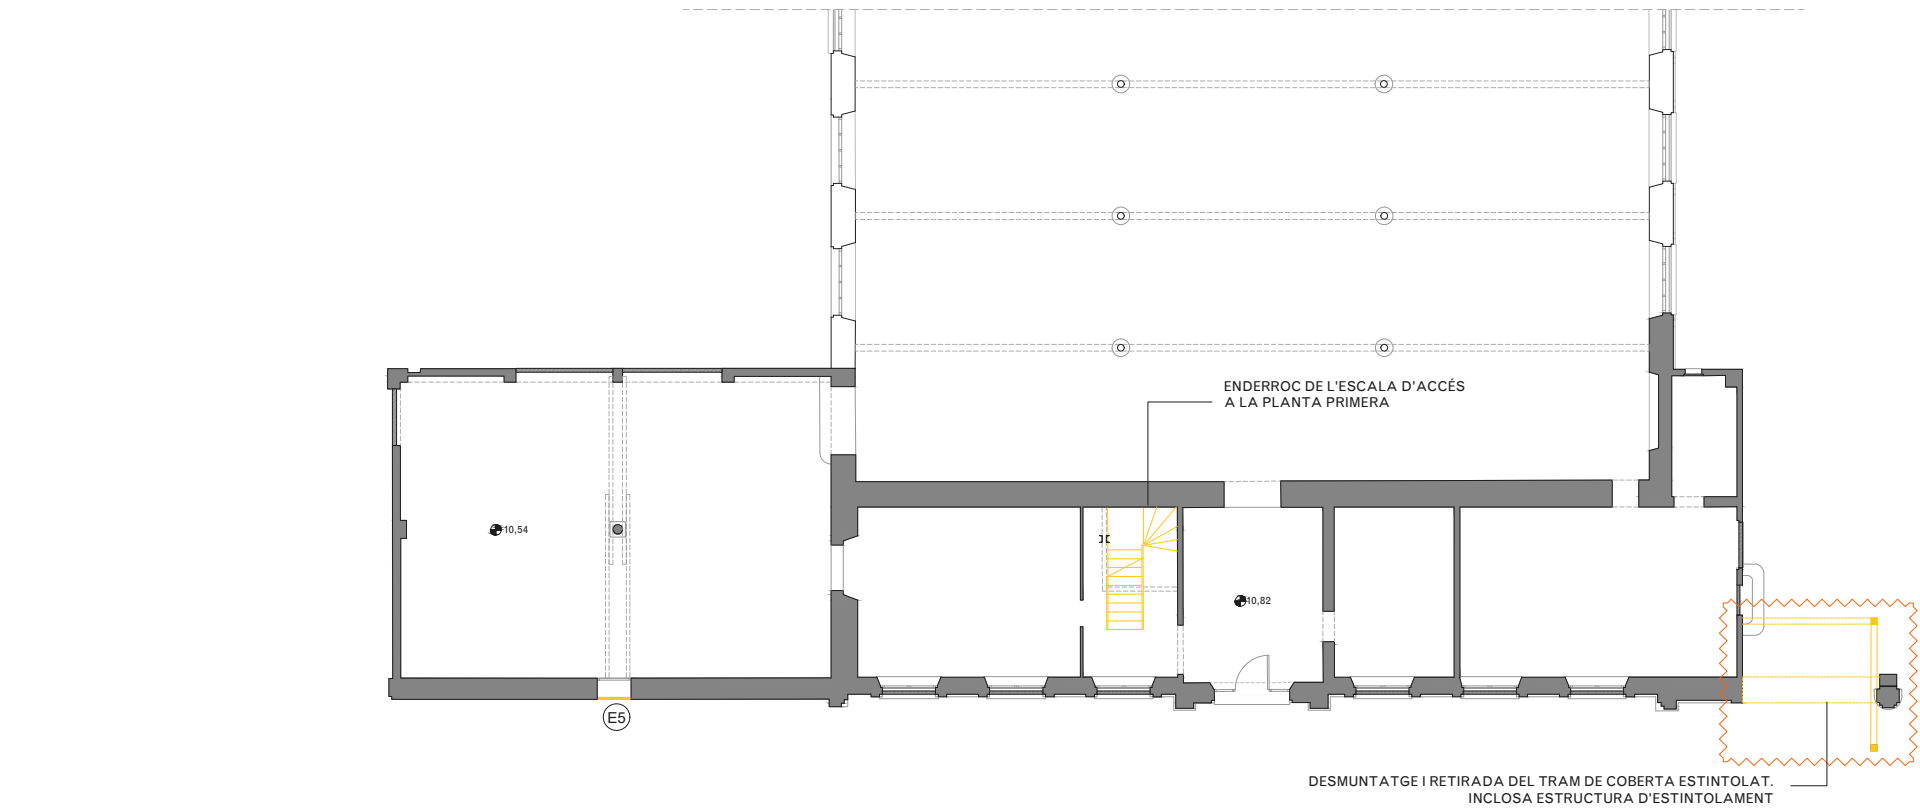 ENDERROC DE L'ESCALA D'ACCÉS
A LA PLANTA PRIMERA
10,54
10,82
E5
DESMUNTATGE I RETIRADA DEL TRAM DE COBERTA ESTINTOLAT.
INCLOSA ESTRUCTURA D'ESTINTOLAMENT